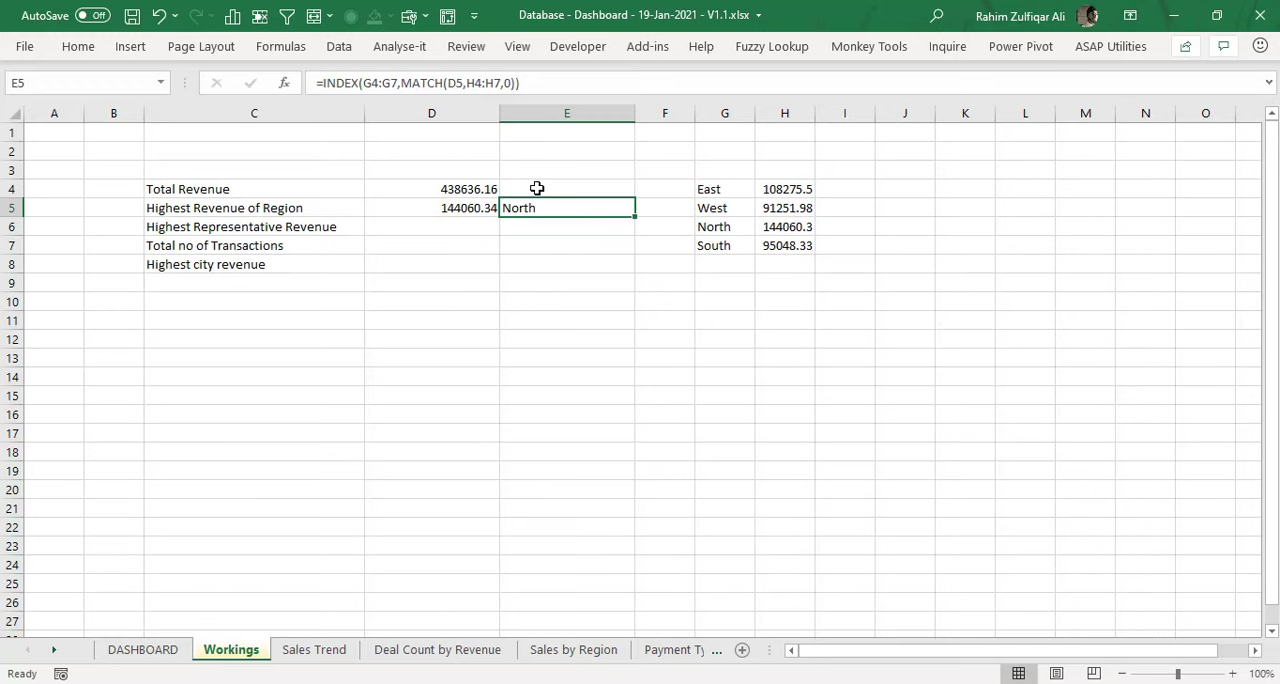 AutoSave Off Database - Dashboard - 19-Jan-2021 - V1.1.xlsx Rahim Zulfiqar Ali
File Home Insert Page Layout Formulas Data Analyse-it Review View Developer Add-ins Help Fuzzy Lookup Monkey Tools Inquire Power Pivot ASAP Utilities
E5 fx =INDEX(G4:G7,MATCH(D5,H4:H7,0))
A B C D E F G H I J K L M N O
1
2
3
4 Total Revenue 438636.16 East 108275.5
5 Highest Revenue of Region 144060.34 North West 91251.98
6 Highest Representative Revenue North 144060.3
7 Total no of Transactions South 95048.33
8 Highest city revenue
9
10
11
12
13
14
15
16
17
18
19
20
21
22
23
24
25
26
27
DASHBOARD Workings Sales Trend Deal Count by Revenue Sales by Region Payment Ty ...
Ready 100%